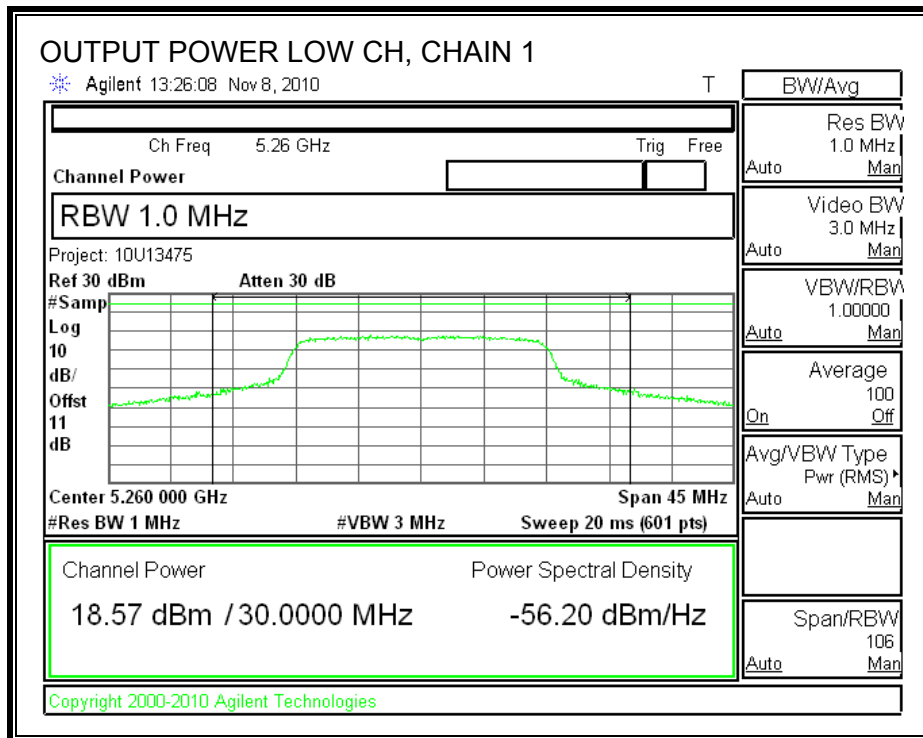 OUTPUT POWER LOW CH, CHAIN 1
Agilent 13:26:08 Nov 8, 2010 T
BW/Avg
Ch Freq 5.26 GHz Trig Free
Channel Power
RBW 1.0 MHz
Project: 10U13475
Ref 30 dBm Atten 30 dB
#Samp
Log
10
dB/
Offst
11
dB
Center 5.260 000 GHz Span 45 MHz
#Res BW 1 MHz #VBW 3 MHz Sweep 20 ms (601 pts)
Channel Power Power Spectral Density
18.57 dBm / 30.0000 MHz -56.20 dBm/Hz
Copyright 2000-2010 Agilent Technologies
Res BW
1.0 MHz
Auto Man
Video BW
3.0 MHz
Auto Man
VBW/RBW
1.00000
Auto Man
Average
100
On Off
Avg/VBW Type
Pwr (RMS)
Auto Man
Span/RBW
106
Auto Man